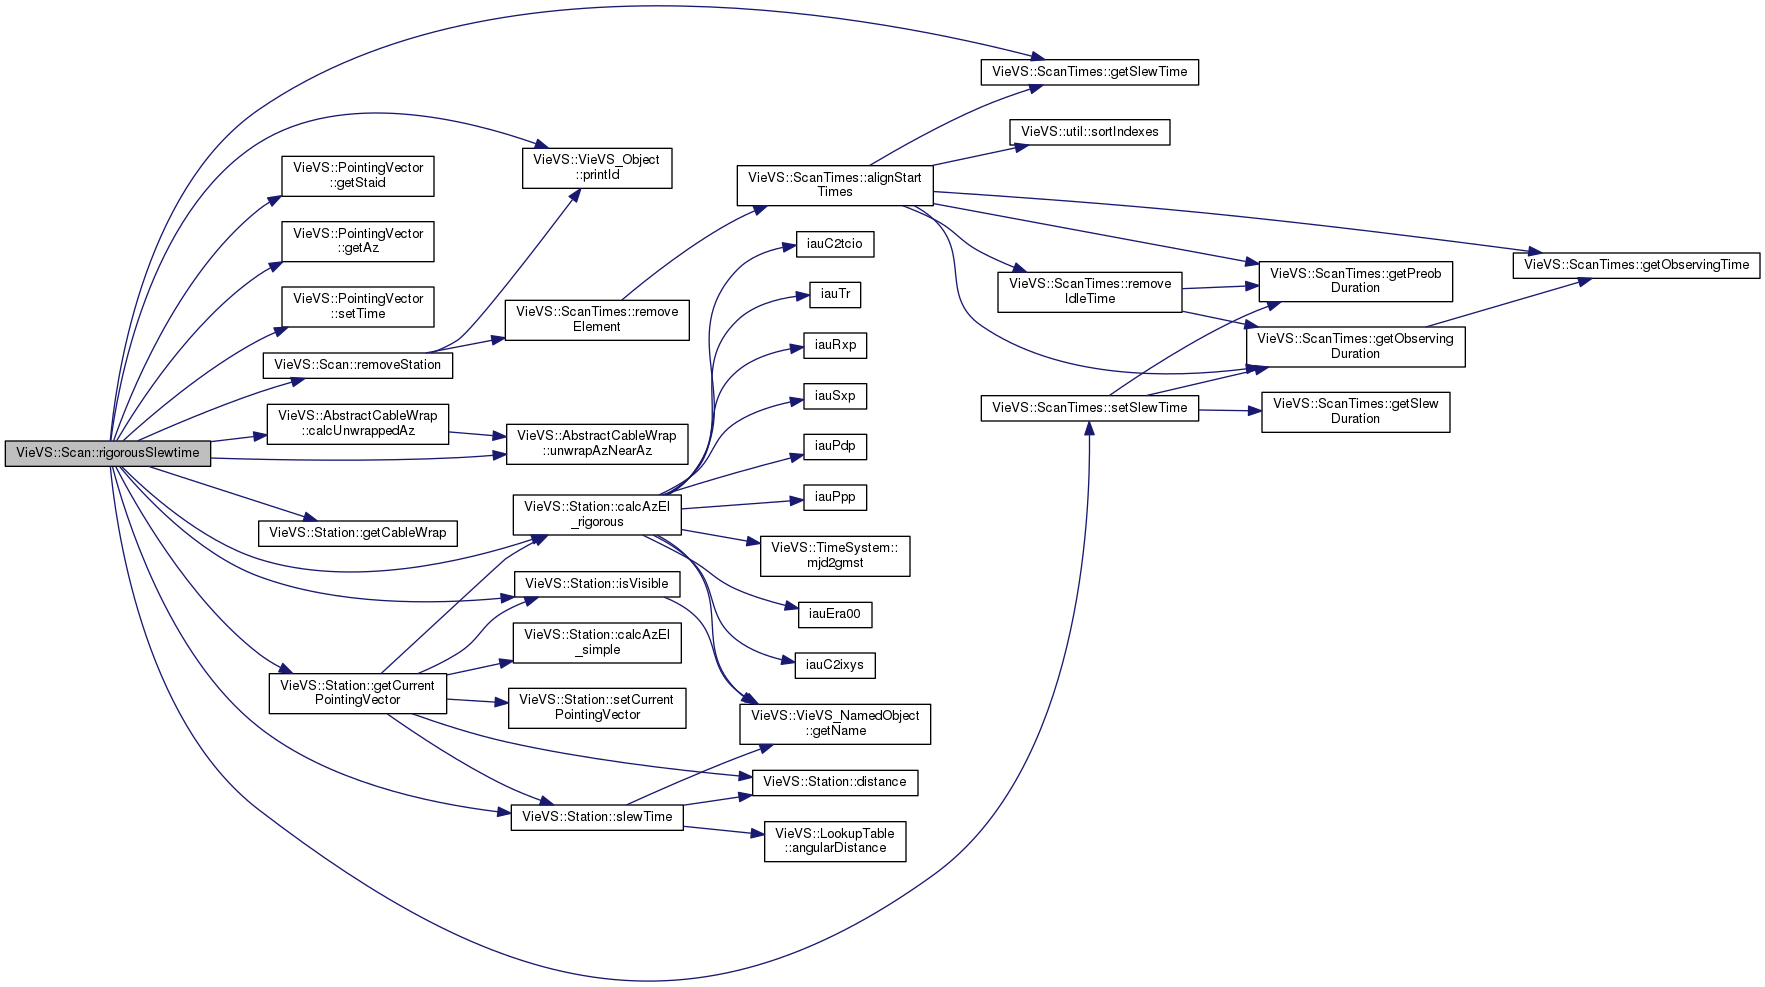 VieVS::Scan::rigorousSlewtime
VieVS::PointingVector
::getStaid
VieVS::PointingVector
::getAz
VieVS::PointingVector
::setTime
VieVS::Scan::removeStation
VieVS::AbstractCableWrap
::calcUnwrappedAz
VieVS::Station::getCableWrap
VieVS::Station::getCurrent
PointingVector
VieVS::VieVS_Object
::printId
VieVS::ScanTimes::remove
Element
VieVS::AbstractCableWrap
::unwrapAzNearAz
VieVS::Station::calcAzEl
_rigorous
VieVS::Station::isVisible
VieVS::Station::calcAzEl
_simple
VieVS::Station::setCurrent
PointingVector
VieVS::Station::slewTime
VieVS::ScanTimes::alignStart
Times
iauC2tcio
iauTr
iauRxp
iauSxp
iauPdp
iauPpp
VieVS::TimeSystem::
mjd2gmst
iauEra00
iauC2ixys
VieVS::VieVS_NamedObject
::getName
VieVS::Station::distance
VieVS::LookupTable
::angularDistance
VieVS::ScanTimes::getSlewTime
VieVS::util::sortIndexes
VieVS::ScanTimes::remove
IdleTime
VieVS::ScanTimes::setSlewTime
VieVS::ScanTimes::getPreob
Duration
VieVS::ScanTimes::getObserving
Duration
VieVS::ScanTimes::getSlew
Duration
VieVS::ScanTimes::getObservingTime